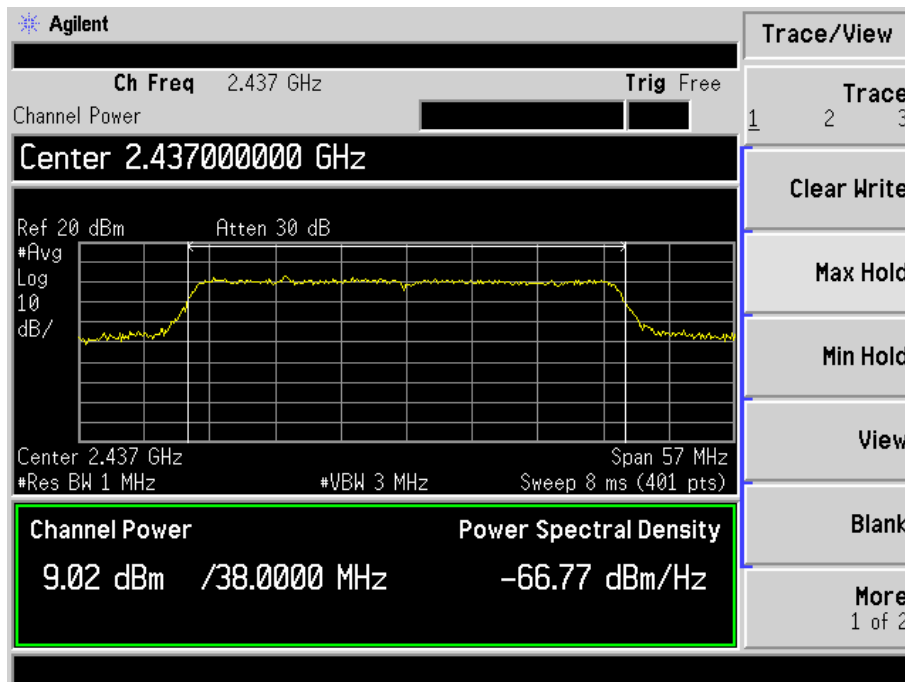 Agilent
Ch Freq 2.437 GHz Trig Free
Channel Power
Center 2.437000000 GHz
Ref 20 dBm Atten 30 dB
#Avg
Log
10
dB/
Center 2.437 GHz Span 57 MHz
#Res BW 1 MHz #VBW 3 MHz Sweep 8 ms (401 pts)
Channel Power Power Spectral Density
9.02 dBm /38.0000 MHz -66.77 dBm/Hz
Trace/View
Trace
1 2 3
Clear Write
Max Hold
Min Hold
View
Blank
More
1 of 2